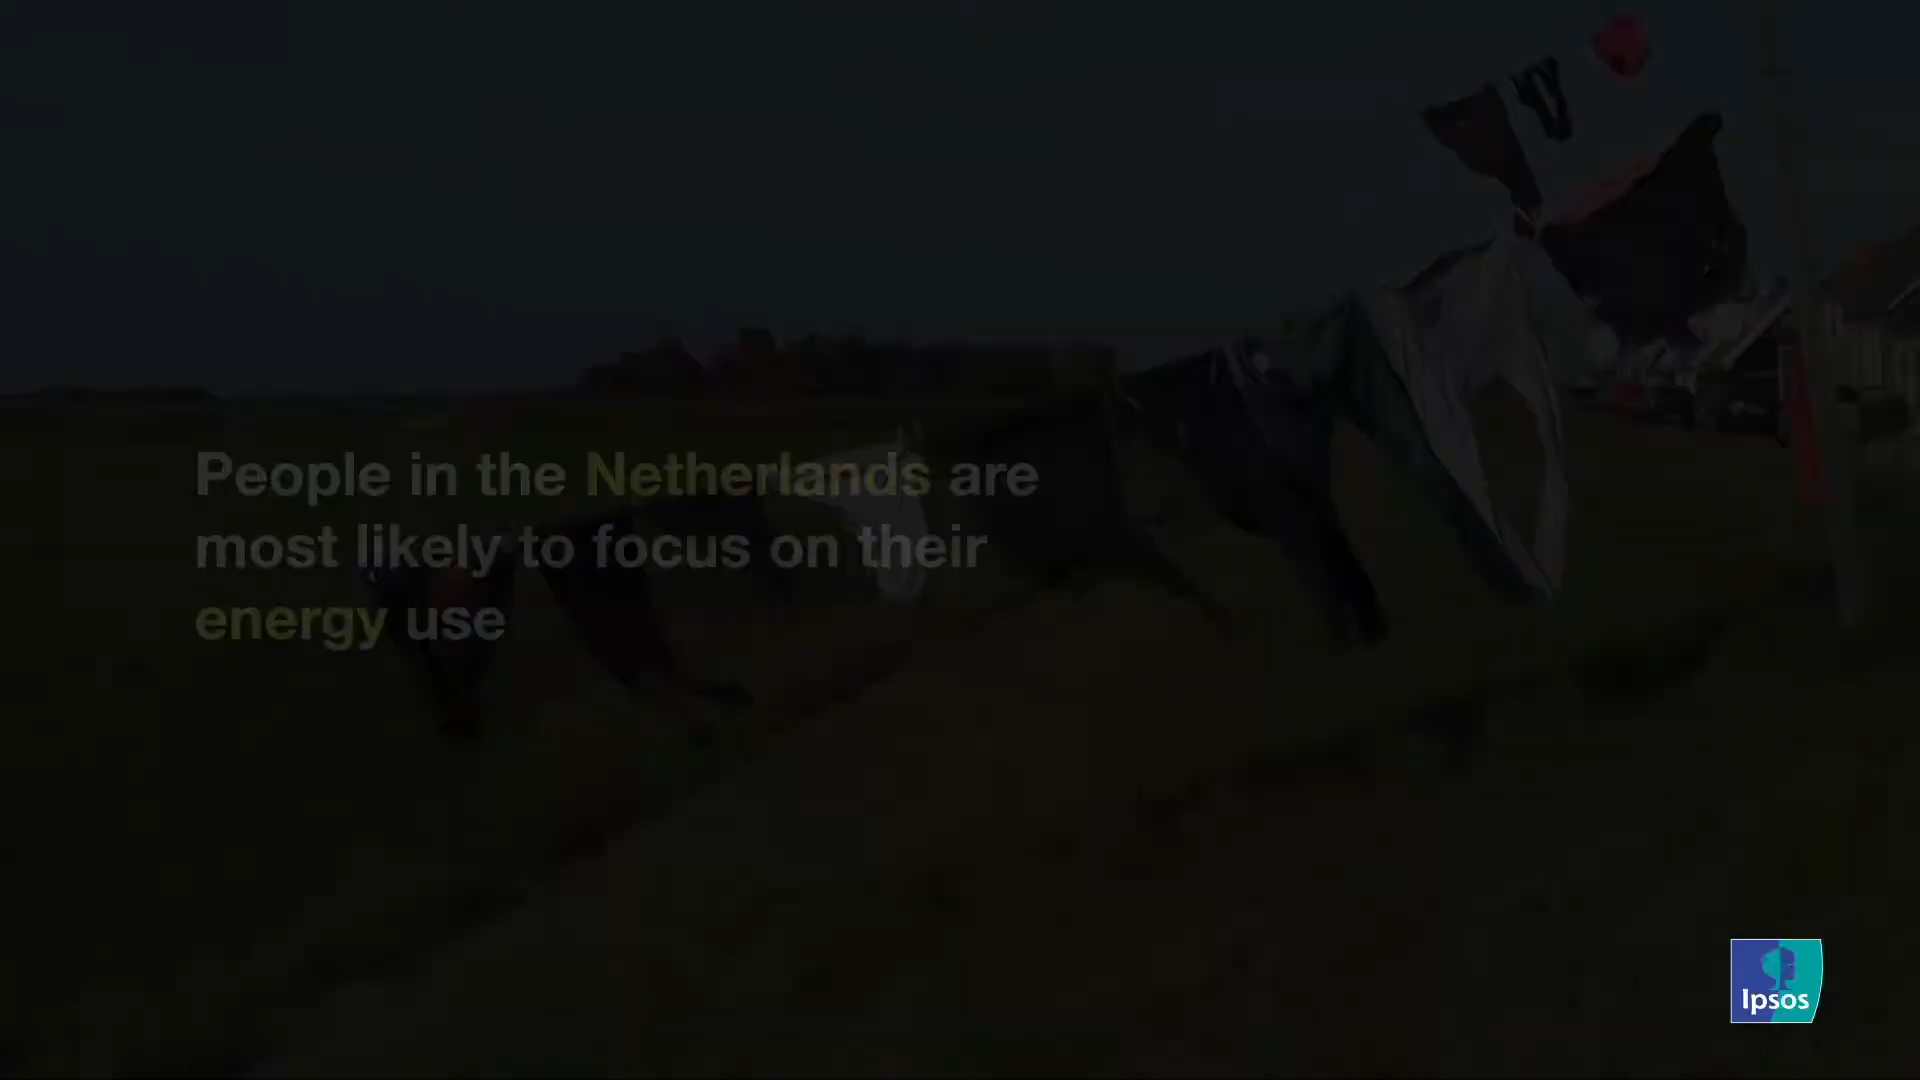 People in the Netherlands are
most likely to focus on their
energy use
Ipsos